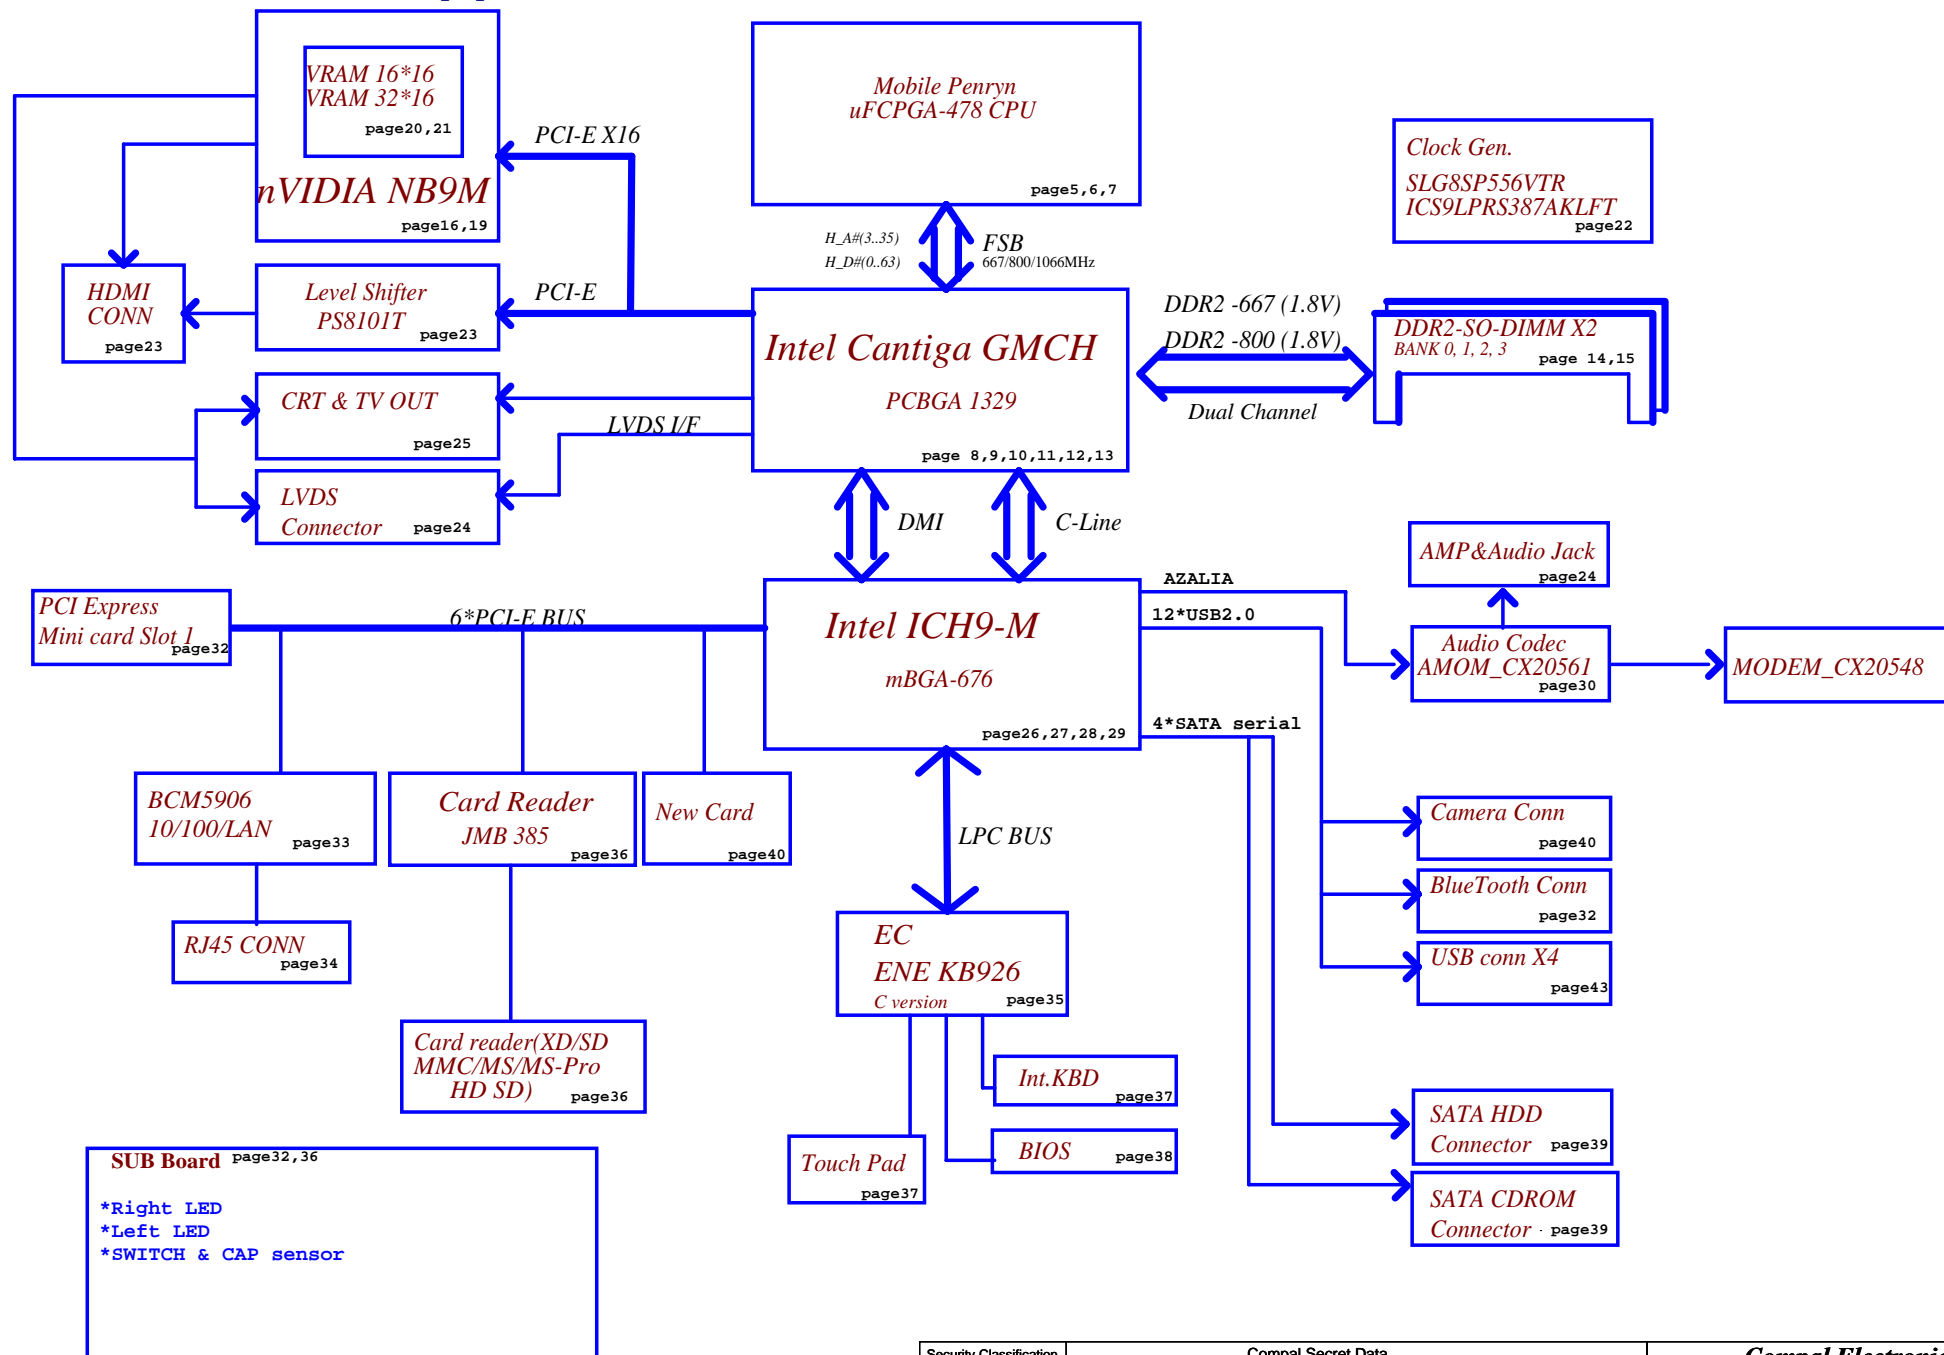 VRAM 16*16
VRAM 32*16
page20,21
nVIDIA NB9M
page16,19
PCI-E X16
Mobile Penryn
uFCPGA-478 CPU
page5,6,7
Clock Gen.
SLG8SP556VTR
ICS9LPRS387AKLFT
page22
H_A#(3..35)
H_D#(0..63)
FSB
667/800/1066MHz
HDMI
CONN
page23
Level Shifter
PS8101T
page23
PCI-E
Intel Cantiga GMCH
PCBGA 1329
page 8,9,10,11,12,13
DDR2 -667 (1.8V)
DDR2 -800 (1.8V)
Dual Channel
DDR2-SO-DIMM X2
BANK 0, 1, 2, 3
page 14,15
CRT & TV OUT
page25
LVDS I/F
LVDS
Connector
page24
DMI
C-Line
PCI Express
Mini card Slot 1
page32
6*PCI-E BUS
Intel ICH9-M
mBGA-676
page26,27,28,29
AZALIA
12*USB2.0
4*SATA serial
AMP&Audio Jack
page24
Audio Codec
AMOM_CX20561
page30
MODEM_CX20548
BCM5906
10/100/LAN
page33
Card Reader
JMB 385
page36
New Card
page40
LPC BUS
Camera Conn
page40
BlueTooth Conn
page32
USB conn X4
page43
RJ45 CONN
page34
EC
ENE KB926
C version
page35
Card reader(XD/SD
MMC/MS/MS-Pro
HD SD)
page36
Int.KBD
page37
BIOS
page38
Touch Pad
page37
SATA HDD
Connector
page39
SATA CDROM
Connector
page39
SUB Board
page32,36
*Right LED
*Left LED
*SWITCH & CAP sensor
Security Classification
Compal Secret Data